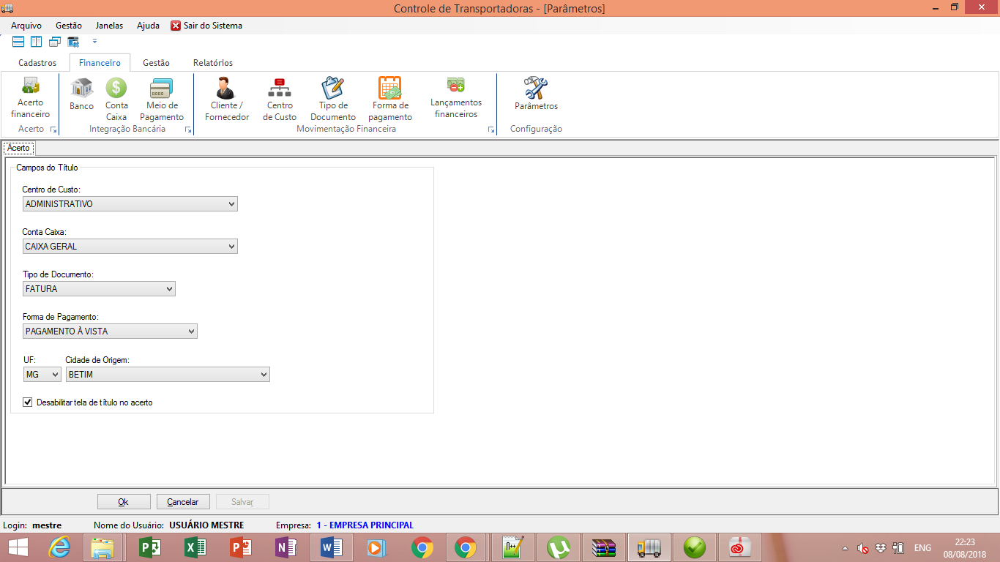 Controle de Transportadoras - [Parâmetros]
Arquivo Gestão Janelas Ajuda Sair do Sistema
Cadastros Financeiro Gestão Relatórios
Acerto financeiro
Banco
Conta Caixa
Meio de Pagamento
Cliente / Fornecedor
Centro de Custo
Tipo de Documento
Forma de pagamento
Lançamentos financeiros
Parâmetros
Acerto Integração Bancária Movimentação Financeira Configuração
Acerto
Campos do Título
Centro de Custo:
ADMINISTRATIVO
Conta Caixa:
CAIXA GERAL
Tipo de Documento:
FATURA
Forma de Pagamento:
PAGAMENTO À VISTA
UF: Cidade de Origem:
MG BETIM
Desabilitar tela de título no acerto
Ok Cancelar Salvar
Login: mestre Nome do Usuário: USUÁRIO MESTRE Empresa: 1 - EMPRESA PRINCIPAL
ENG
22:23
08/08/2018